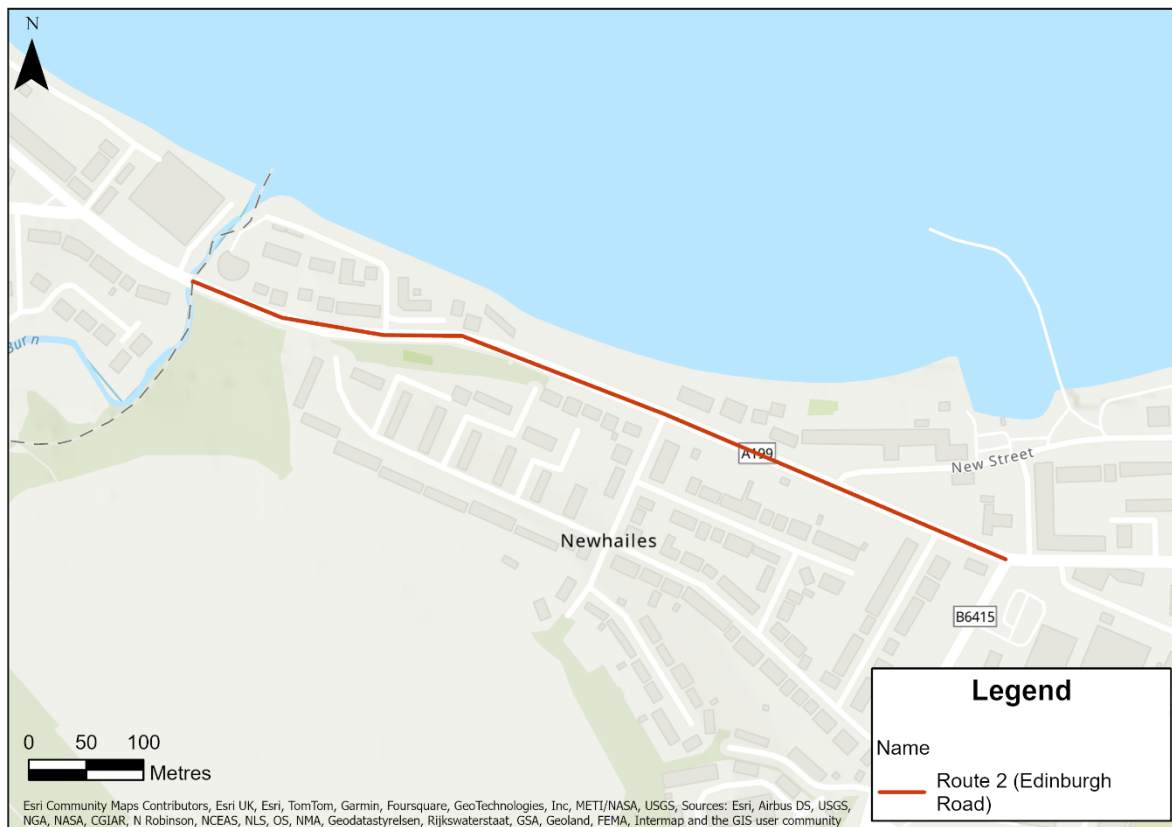 N
Bur n
A199
New Street
Newhailes
B6415
Legend
Name
Route 2 (Edinburgh
Road)
0 50 100
Metres
Esri Community Maps Contributors, Esri UK, Esri, TomTom, Garmin, Foursquare, GeoTechnologies, Inc, METI/NASA, USGS, Sources: Esri, Airbus DS, USGS,
NGA, NASA, CGIAR, N Robinson, NCEAS, NLS, OS, NMA, Geodatastyrelsen, Rijkswaterstaat, GSA, Geoland, FEMA, Intermap and the GIS user community